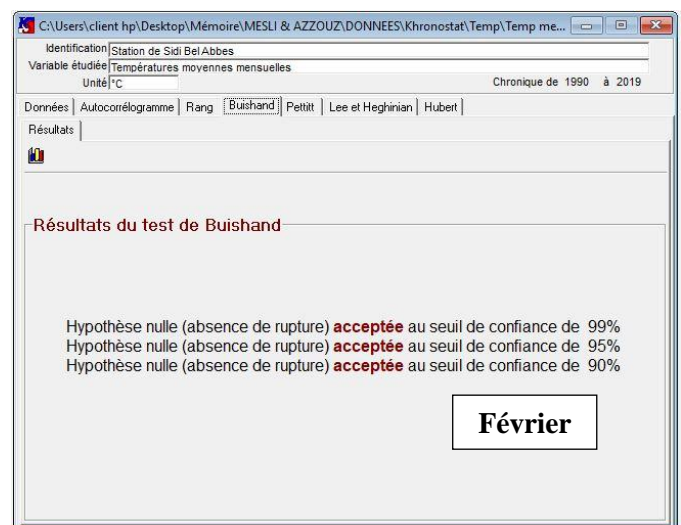 C:\Users\client hp\Desktop\Mémoire\MESLI & AZZOUZ\DONNEES\Khronostat\Temp\Temp me...
Identification Station de Sidi Bel Abbes
Variable étudiée Températures moyennes mensuelles
Unité °C Chronique de 1990 à 2019
Données Autocorrélogramme Rang Buishand Pettitt Lee et Heghinian Hubert
Résultats
Résultats du test de Buishand
Hypothèse nulle (absence de rupture) acceptée au seuil de confiance de 99%
Hypothèse nulle (absence de rupture) acceptée au seuil de confiance de 95%
Hypothèse nulle (absence de rupture) acceptée au seuil de confiance de 90%
Février